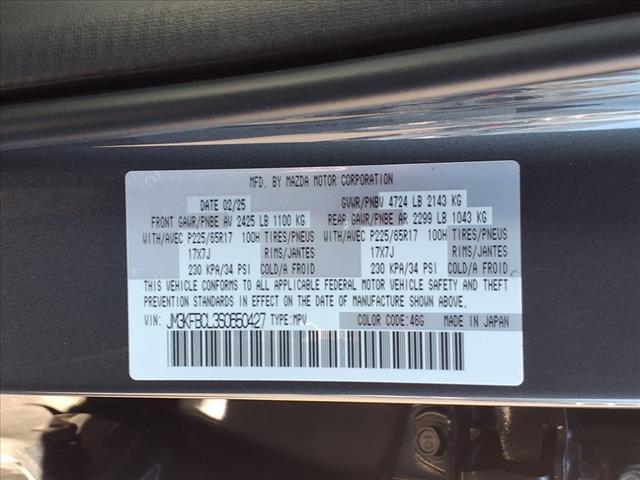 MFD. BY MAZDA MOTOR CORPORATION
DATE 02/25 GVWR/PNBV 4724 LB 2143 KG
FRONT GAWR/PNBE AV 2425 LB 1100 KG REAR GAWR/PNBE AR 2299 LB 1043 KG
WITH/AVEC P225/65R17 100H TIRES/PNEUS WITH/AVEC P225/65R17 100H TIRES/PNEUS
17X7J RIMS/JANTES 17X7J RIMS/JANTES
230 KPA/34 PSI COLD/A FROID 230 KPA/34 PSI COLD/A FROID
THIS VEHICLE CONFORMS TO ALL APPLICABLE FEDERAL MOTOR VEHICLE SAFETY AND THEFT
PREVENTION STANDARDS IN EFFECT ON THE DATE OF MANUFACTURE SHOWN ABOVE.
VIN: JM3KFBCL3S0650427 TYPE: MPV COLOR CODE: 46G MADE IN JAPAN